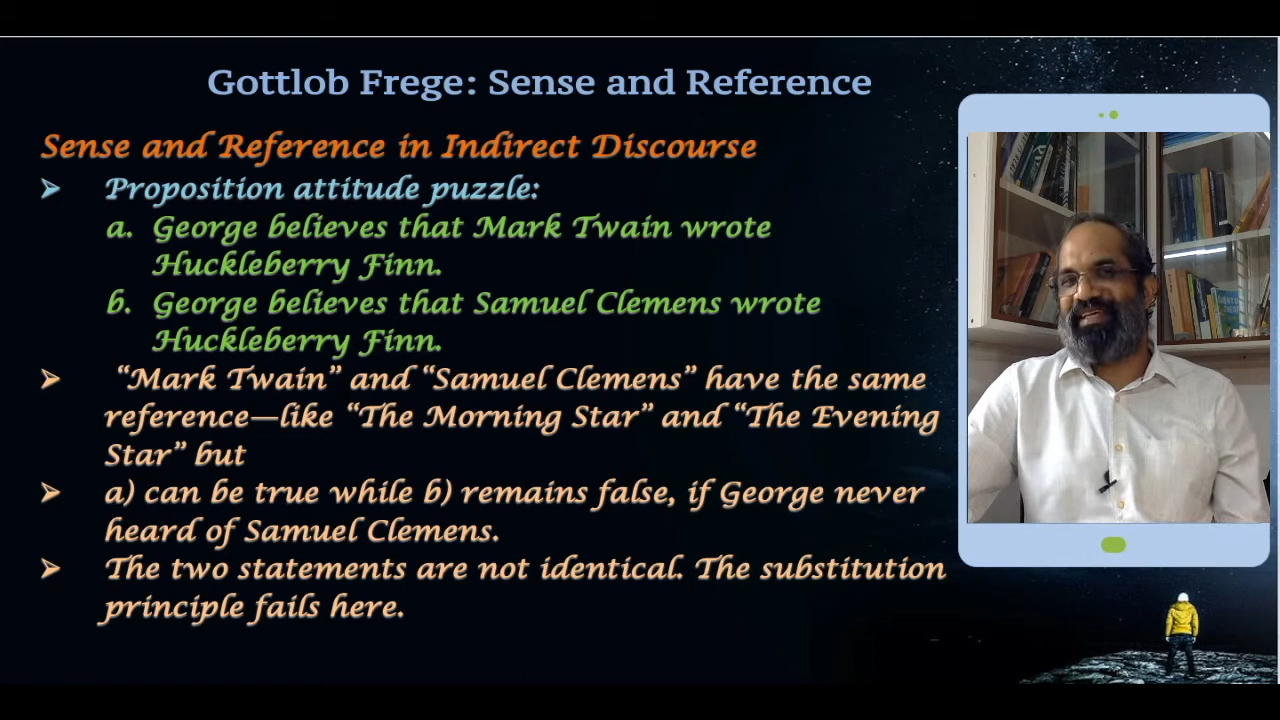 Gottlob Frege: Sense and Reference
Sense and Reference in Indirect Discourse
➢ Proposition attitude puzzle:
a. George believes that Mark Twain wrote
Huckleberry Finn.
b. George believes that Samuel Clemens wrote
Huckleberry Finn.
➢ “Mark Twain” and “Samuel Clemens” have the same
reference—like “The Morning Star” and “The Evening
Star” but
➢ a) can be true while b) remains false, if George never
heard of Samuel Clemens.
➢ The two statements are not identical. The substitution
principle fails here.